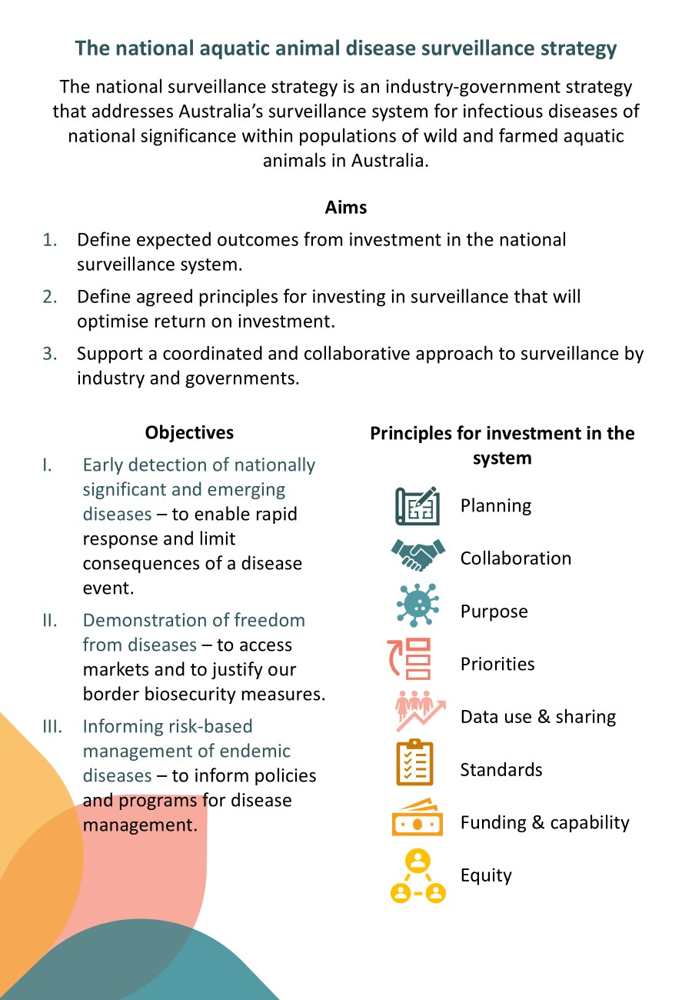 The national aquatic animal disease surveillance strategy
The national surveillance strategy is an industry-government strategy
that addresses Australia’s surveillance system for infectious diseases of
national significance within populations of wild and farmed aquatic
animals in Australia.
Aims
1. Define expected outcomes from investment in the national
surveillance system.
2. Define agreed principles for investing in surveillance that will
optimise return on investment.
3. Support a coordinated and collaborative approach to surveillance by
industry and governments.
Objectives
I. Early detection of nationally
significant and emerging
diseases – to enable rapid
response and limit
consequences of a disease
event.
II. Demonstration of freedom
from diseases – to access
markets and to justify our
border biosecurity measures.
III. Informing risk-based
management of endemic
diseases – to inform policies
and programs for disease
management.
Principles for investment in the
system
Planning
Collaboration
Purpose
Priorities
Data use & sharing
Standards
Funding & capability
Equity